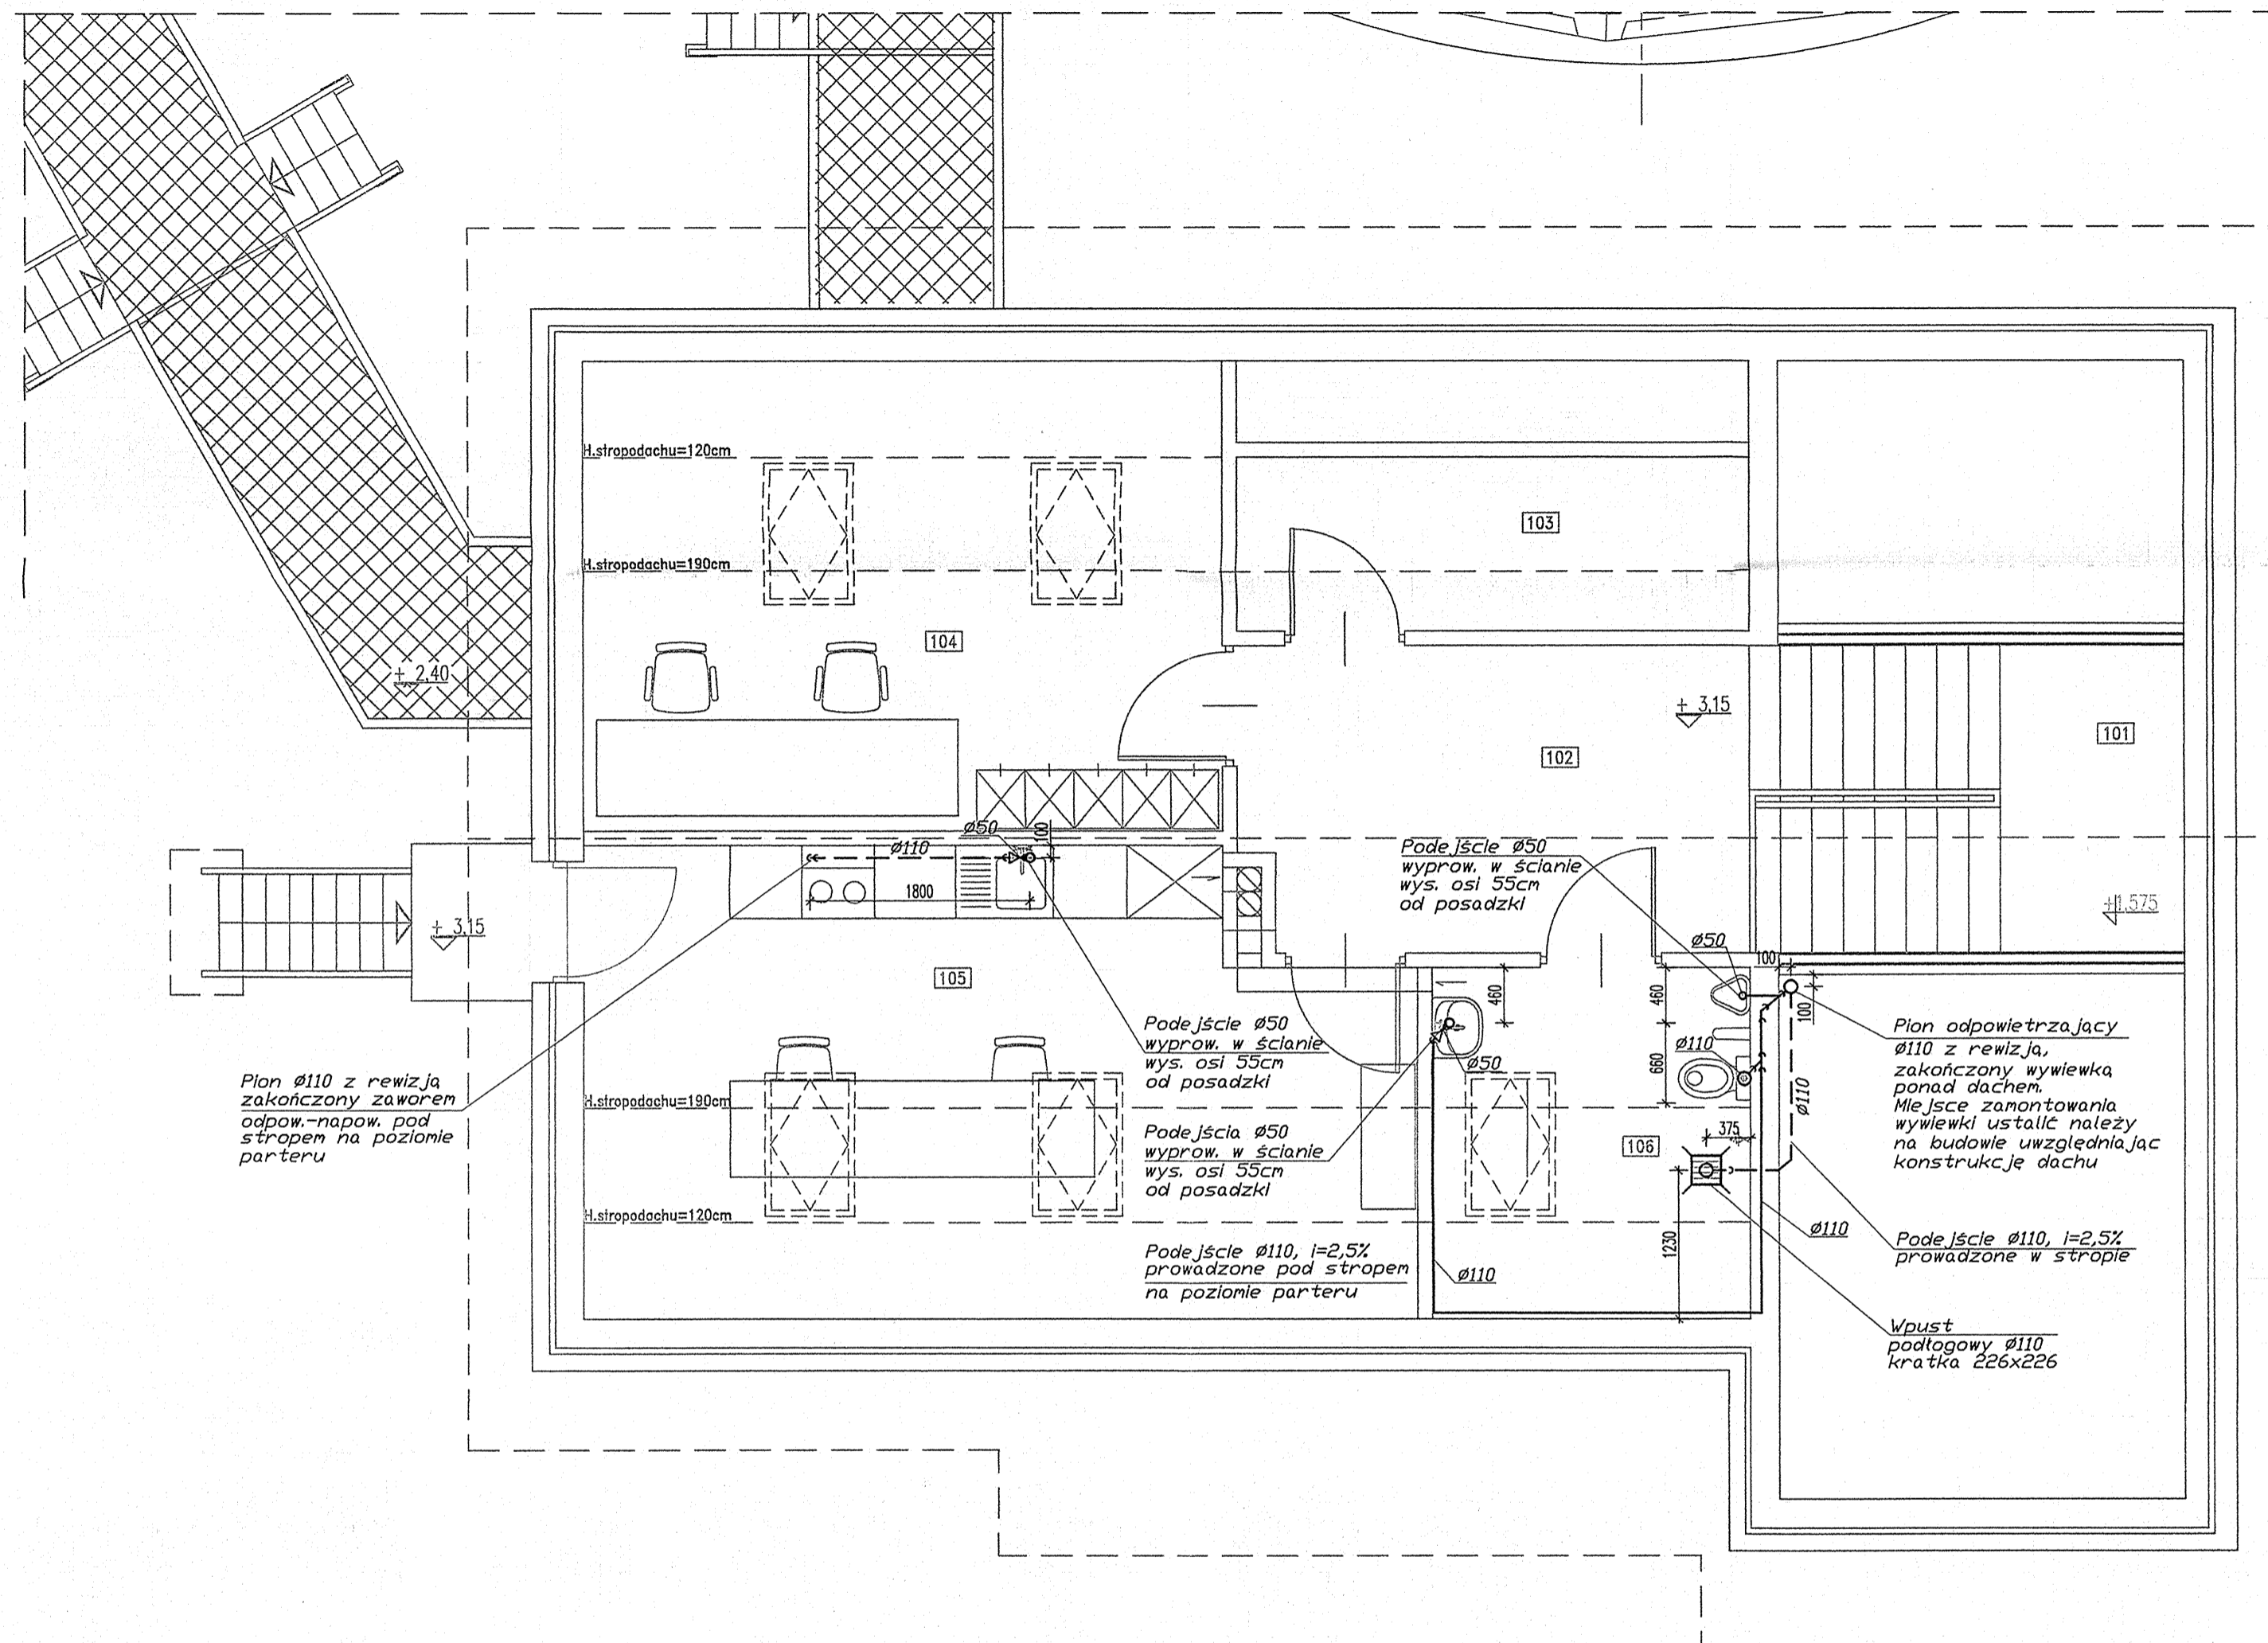 H.stropodachu=120cm
103
H.stropodachu=190cm
104
+ 2,40
+ 3,15
101
102
Ø50
100
Ø110
1800
Podejście Ø50
wyprow. w ścianie
wys. osi 55cm
od posadzki
+1.575
+ 3,15
105
Ø50
100
460
460
100
Podejście Ø50
wyprow. w ścianie
wys. osi 55cm
od posadzki
Ø50
Ø110
660
Pion odpowietrzający
Ø110 z rewizją,
zakończony wywiewką
ponad dachem.
Miejsce zamontowania
wywiewki ustalić należy
na budowie uwzględniając
konstrukcję dachu
Ø110
Pion Ø110 z rewizją
zakończony zaworem
odpow.-napow. pod
stropem na poziomie
parteru
H.stropodachu=190cm
Podejścia Ø50
wyprow. w ścianie
wys. osi 55cm
od posadzki
375
106
H.stropodachu=120cm
1230
Ø110
Podejście Ø110, i=2,5%
prowadzone w stropie
Podejście Ø110, i=2,5%
prowadzone pod stropem
na poziomie parteru
Ø110
Wpust
podłogowy Ø110
kratka 226x226